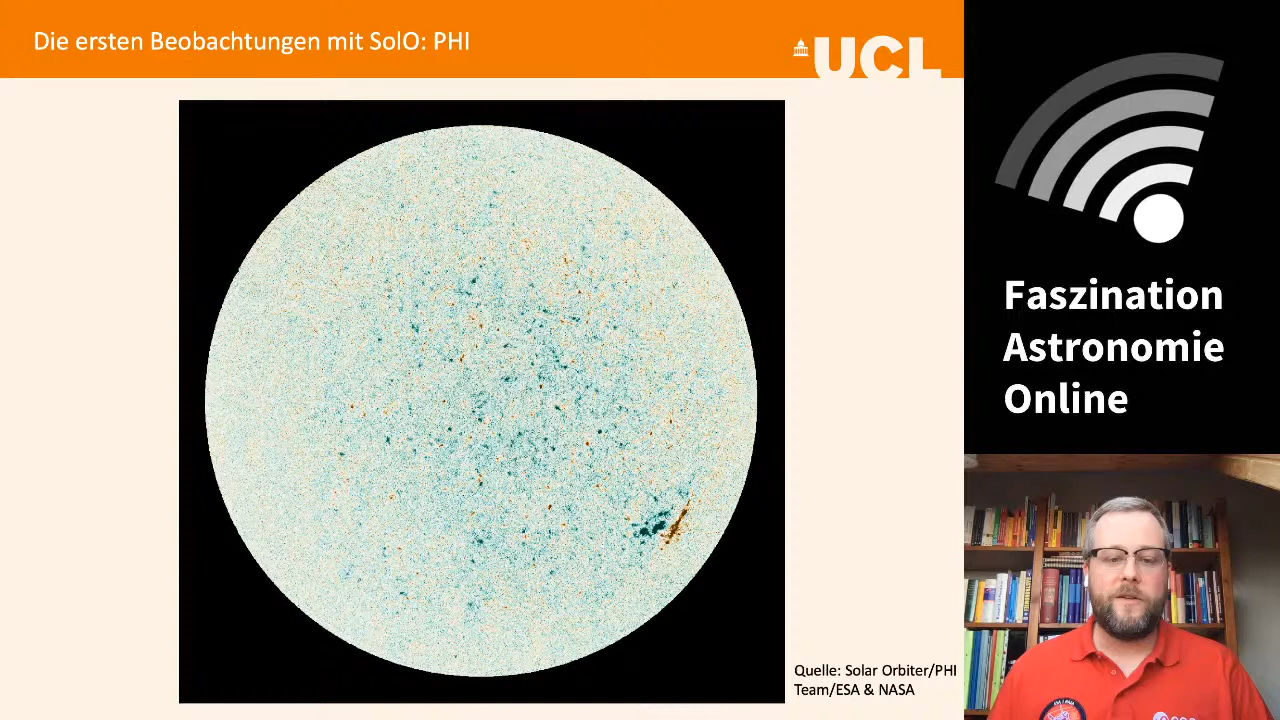 Die ersten Beobachtungen mit SolO: PHI
UCL
Faszination
Astronomie
Online
Quelle: Solar Orbiter/PHI
Team/ESA & NASA